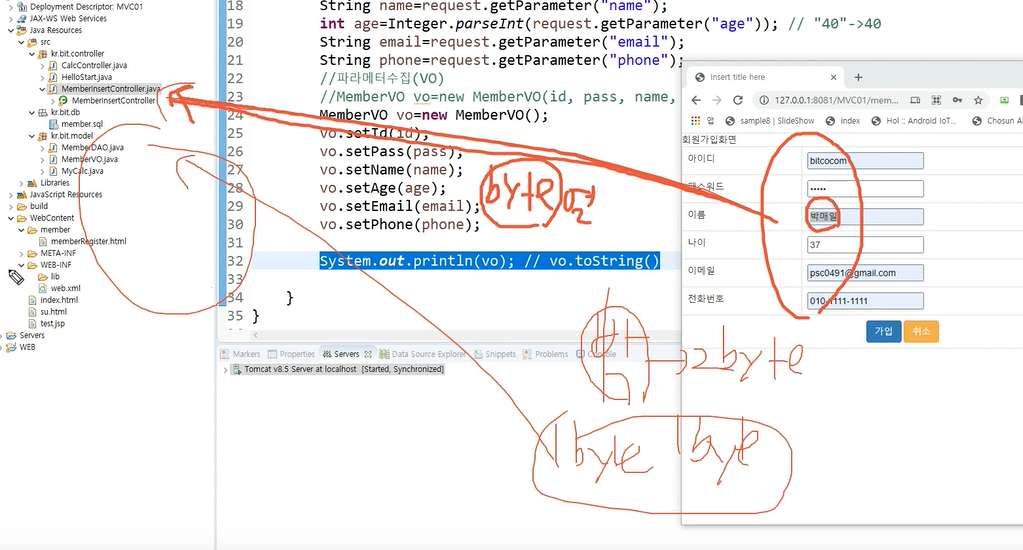 Deployment Descriptor: MVC01
JAX-WS Web Services
Java Resources
src
kr.bit.controller
CalcController.java
HelloStart.java
MemberInsertController.java
MemberInsertController
kr.bit.db
member.sql
kr.bit.model
MemberDAO.java
MemberVO.java
MyCalc.java
Libraries
JavaScript Resources
build
WebContent
member
memberRegister.html
META-INF
WEB-INF
lib
web.xml
index.html
su.html
test.jsp
Servers
WEB
18 String name=request.getParameter("name");
19 int age=Integer.parseInt(request.getParameter("age")); // "40"->40
20 String email=request.getParameter("email");
21 String phone=request.getParameter("phone");
22 //파라메터수집(VO)
23 //MemberVO vo=new MemberVO(id, pass, name,
24 MemberVO vo=new MemberVO();
25 vo.setId(id);
26 vo.setPass(pass);
27 vo.setName(name);
28 vo.setAge(age);
29 vo.setEmail(email);
30 vo.setPhone(phone);
31
32 System.out.println(vo); // vo.toString()
33
34 }
35 }
Markers Properties Servers Data Source Explorer Snippets Problems Console
Tomcat v8.5 Server at localhost [Started, Synchronized]
Insert title here
127.0.0.1:8081/MVC01/mem...
앱 sample8 | SlideShow index HoI :: Android IoT... Chosun A
회원가입화면
아이디 bitcocom
패스워드 •••••
이름 박매일
나이 37
이메일 psc0491@gmail.com
전화번호 010-1111-1111
가입 취소
byte
박 → 2byte
1byte 1byte